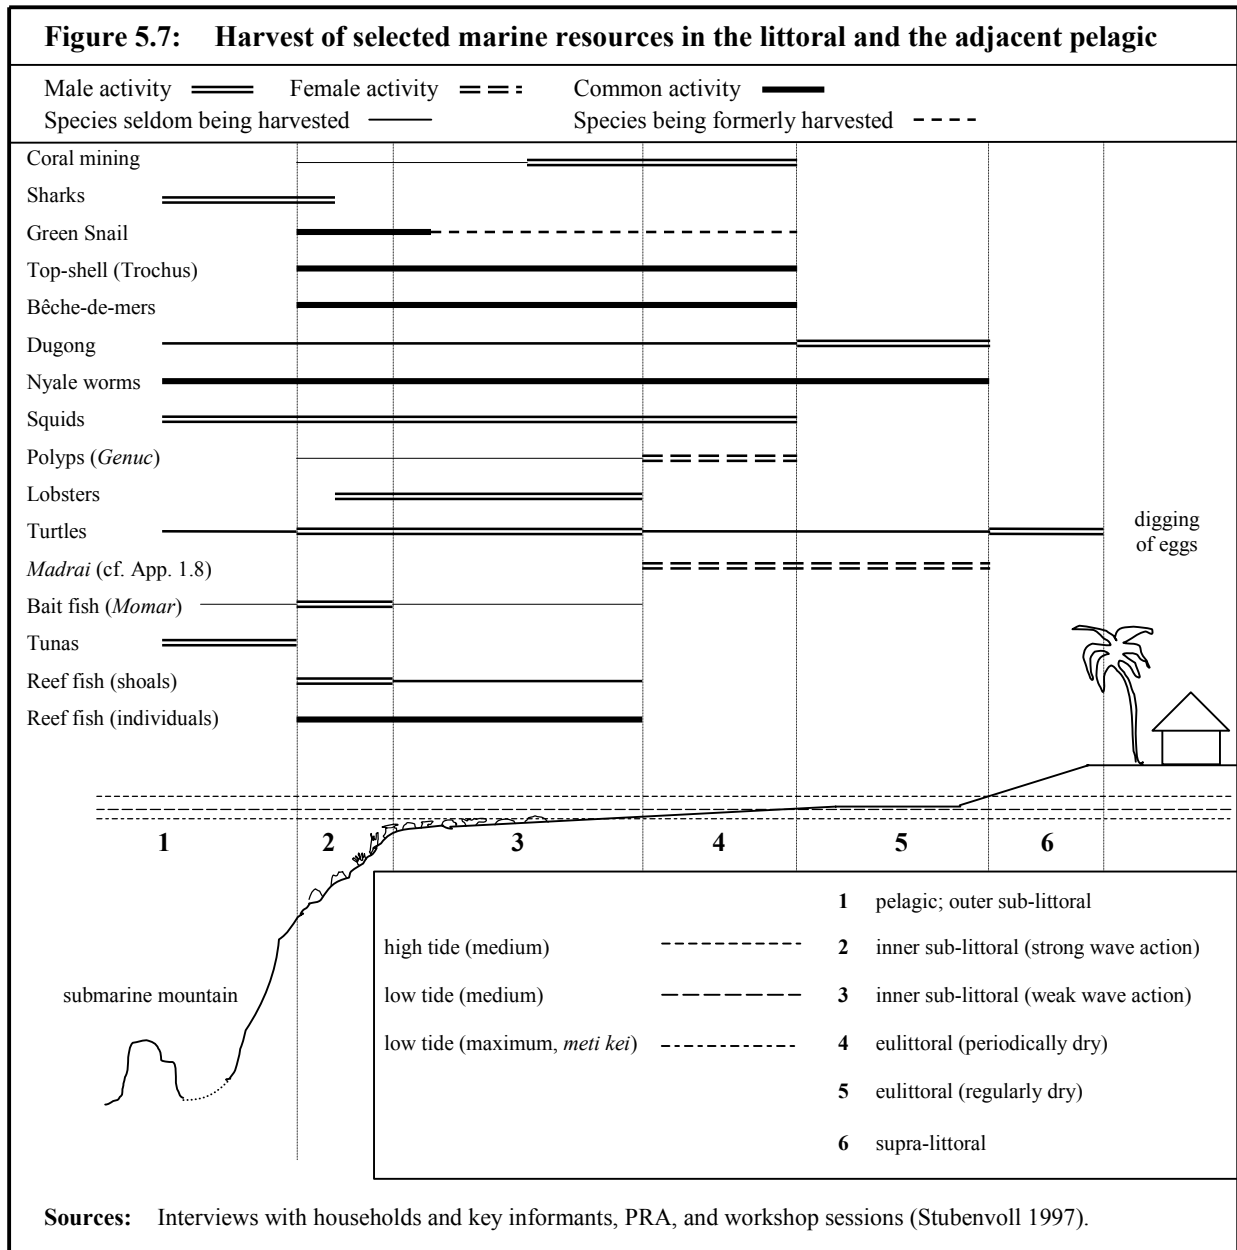 Figure 5.7: Harvest of selected marine resources in the littoral and the adjacent pelagic
Male activity Female activity Common activity
Species seldom being harvested Species being formerly harvested
Coral mining
Sharks
Green Snail
Top-shell (Trochus)
Bêche-de-mers
Dugong
Nyale worms
Squids
Polyps (Genuc)
Lobsters
Turtles
digging
of eggs
Madrai (cf. App. 1.8)
Bait fish (Momar)
Tunas
Reef fish (shoals)
Reef fish (individuals)
1 2 3 4 5 6
1 pelagic; outer sub-littoral
high tide (medium) 2 inner sub-littoral (strong wave action)
submarine mountain
low tide (medium) 3 inner sub-littoral (weak wave action)
low tide (maximum, meti kei) 4 eulittoral (periodically dry)
5 eulittoral (regularly dry)
6 supra-littoral
Sources: Interviews with households and key informants, PRA, and workshop sessions (Stubenvoll 1997).